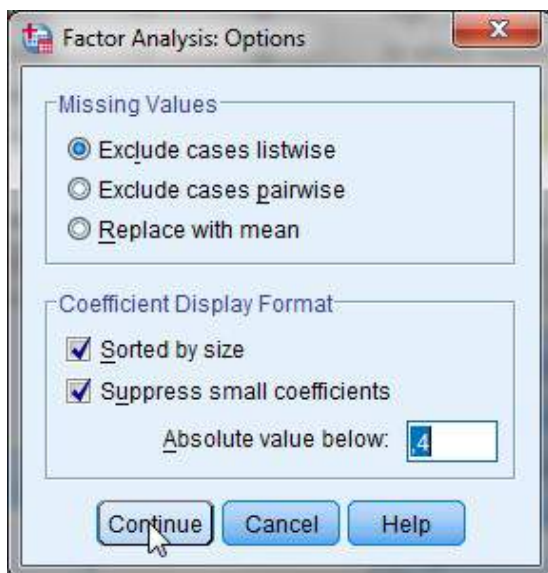 Factor Analysis: Options
X
Missing Values
Exclude cases listwise
Exclude cases pairwise
Replace with mean
Coefficient Display Format
Sorted by size
Suppress small coefficients
Absolute value below: .4
Continue Cancel Help